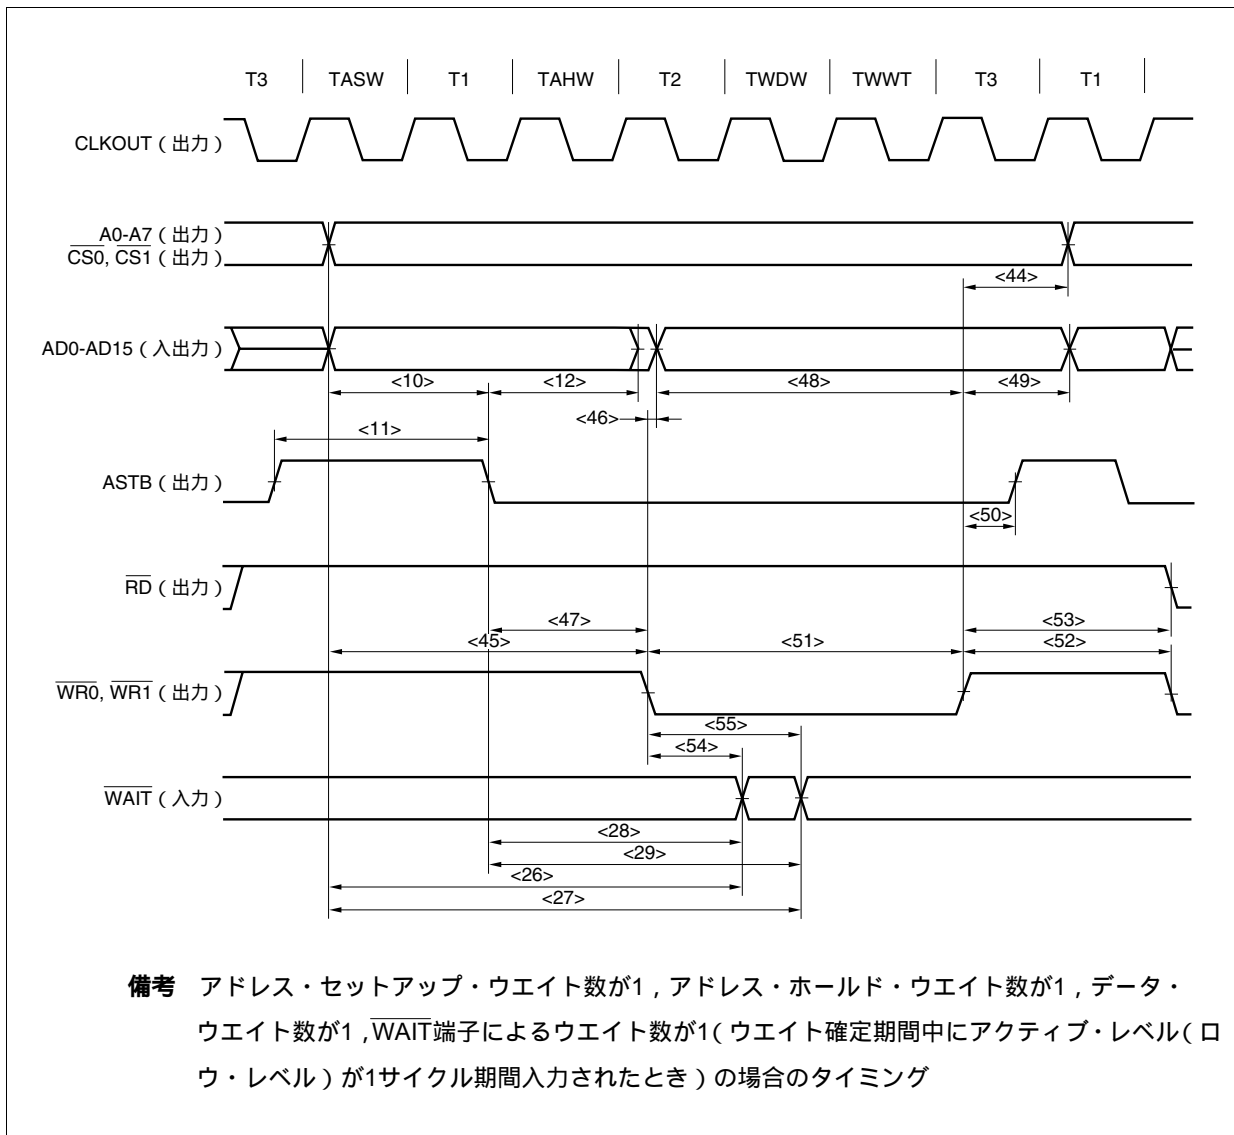 T3 TASW T1 TAHW T2 TWDW TWWT T3 T1
CLKOUT（出力）
A0-A7（出力）
CS0, CS1（出力）
<44>
AD0-AD15（入出力）
<10> <12> <48> <49>
<46>
<11>
ASTB（出力）
<50>
RD（出力）
<47> <53>
<45> <51> <52>
WR0, WR1（出力）
<55>
<54>
WAIT（入力）
<28>
<29>
<26>
<27>
備考 アドレス・セットアップ・ウエイト数が1，アドレス・ホールド・ウエイト数が1，データ・
ウエイト数が1，WAIT端子によるウエイト数が1（ウエイト確定期間中にアクティブ・レベル（ロ
ウ・レベル）が1サイクル期間入力されたとき）の場合のタイミング